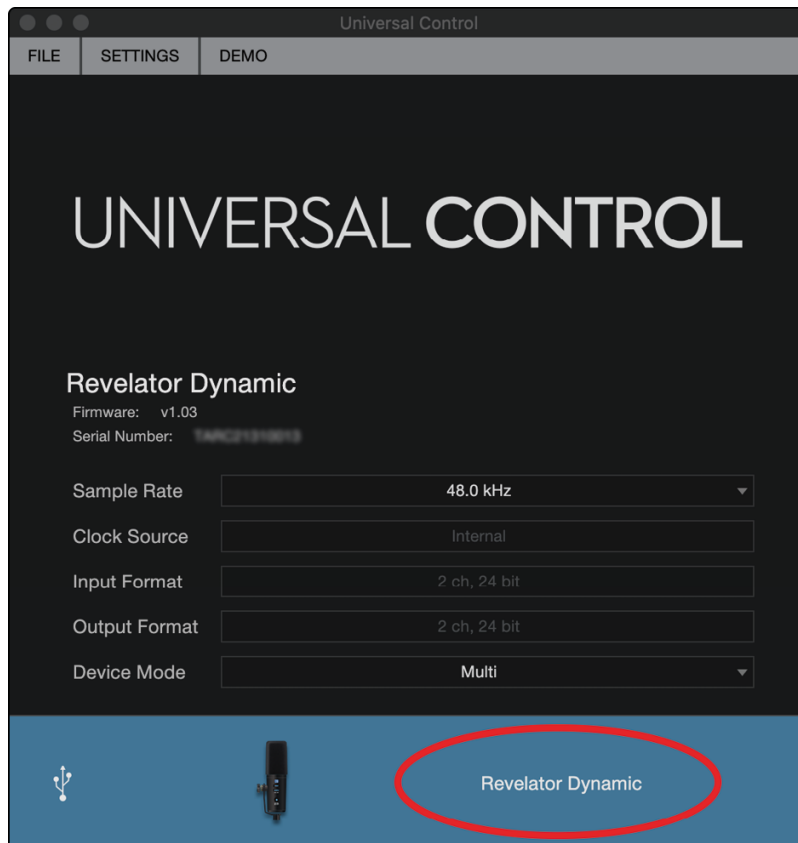 Universal Control
FILE SETTINGS DEMO
UNIVERSAL CONTROL
Revelator Dynamic
Firmware: v1.03
Serial Number:
Sample Rate 48.0 kHz
Clock Source Internal
Input Format 2 ch, 24 bit
Output Format 2 ch, 24 bit
Device Mode Multi
Revelator Dynamic